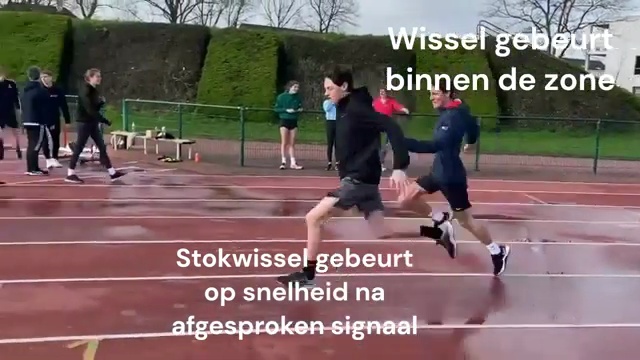 Wissel gebeurt
binnen de zone
Stokwissel gebeurt
op snelheid na
afgesproken signaal